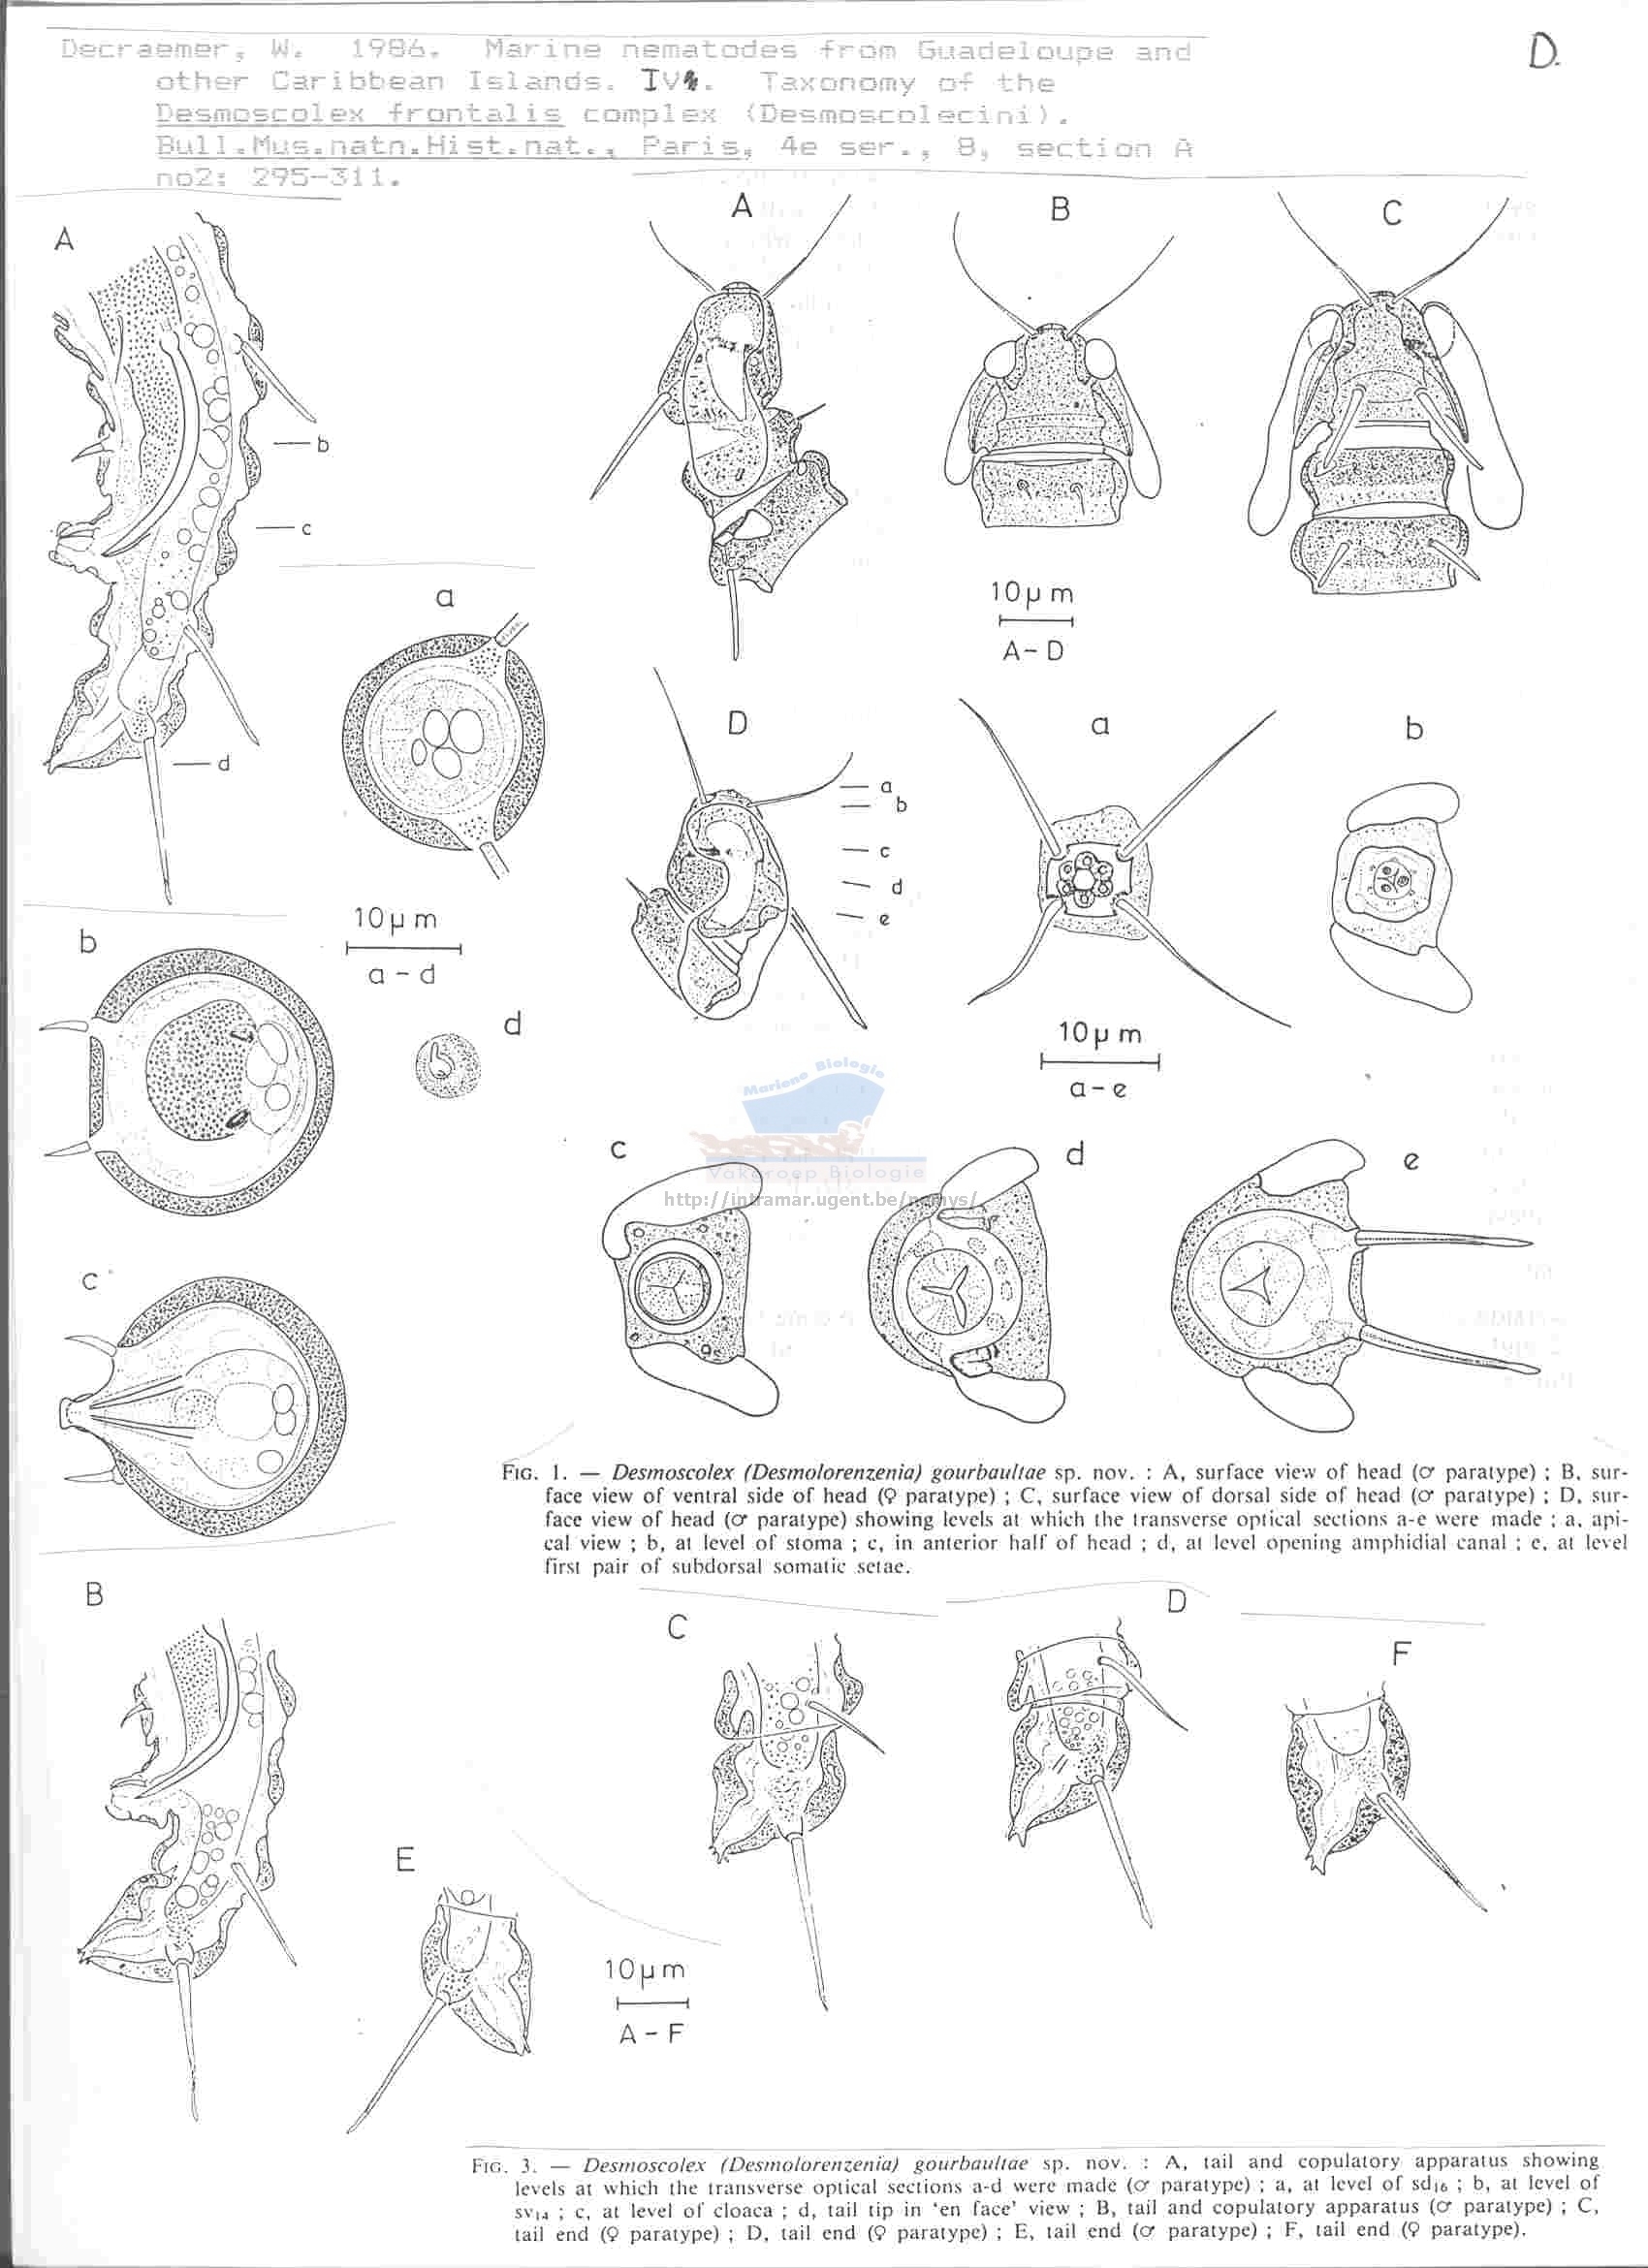 Decraemer, W. 1986. Marine nematodes from Guadeloupe and
other Caribbean Islands. IV. Taxonomy of the
Desmoscolex frontalis complex (Desmoscolecini).
Bull.Mus.natn.Hist.nat., Paris, 4e ser., 8, section A
no2: 295-311.
D.
A
b
c
d
A
B
C
10µm
A-D
a
10µm
a-d
b
d
c
D
a
b
c
d
e
a
b
10µm
a-e
Mariene Biologie
Vakgroep Biologie
http://intramar.ugent.be/nemys/
c
d
e
FIG. 1. — Desmoscolex (Desmolorenzenia) gourbaultae sp. nov. : A, surface view of head (♂ paratype) ; B, sur-
face view of ventral side of head (♀ paratype) ; C, surface view of dorsal side of head (♂ paratype) ; D, sur-
face view of head (♂ paratype) showing levels at which the transverse optical sections a-e were made ; a, api-
cal view ; b, at level of stoma ; c, in anterior half of head ; d, at level opening amphidial canal ; e, at level
first pair of subdorsal somatic setae.
B
C
D
F
E
10µm
A-F
FIG. 3. — Desmoscolex (Desmolorenzenia) gourbaultae sp. nov. : A, tail and copulatory apparatus showing
levels at which the transverse optical sections a-d were made (♂ paratype) ; a, at level of sd₁₆ ; b, at level of
sv₁₄ ; c, at level of cloaca ; d, tail tip in 'en face' view ; B, tail and copulatory apparatus (♂ paratype) ; C,
tail end (♀ paratype) ; D, tail end (♀ paratype) ; E, tail end (♂ paratype) ; F, tail end (♀ paratype).